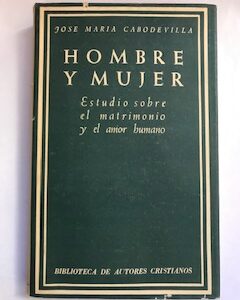 JOSE MARIA CABODEVILLA
HOMBRE
Y MUJER
Estudio sobre
el matrimonio
y el amor humano
BIBLIOTECA DE AUTORES CRISTIANOS